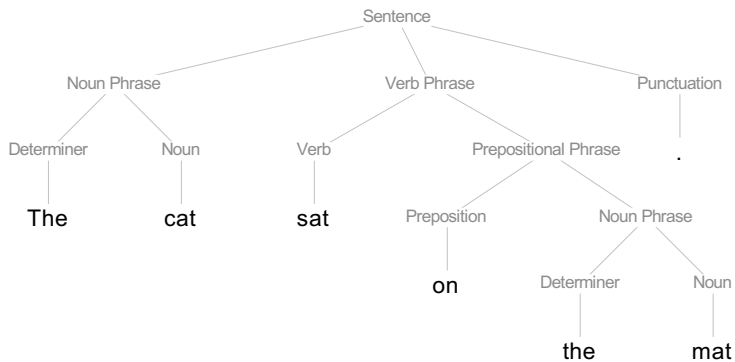 Sentence
Noun Phrase Verb Phrase Punctuation
Determiner Noun Verb Prepositional Phrase .
The cat sat Preposition Noun Phrase
on Determiner Noun
the mat